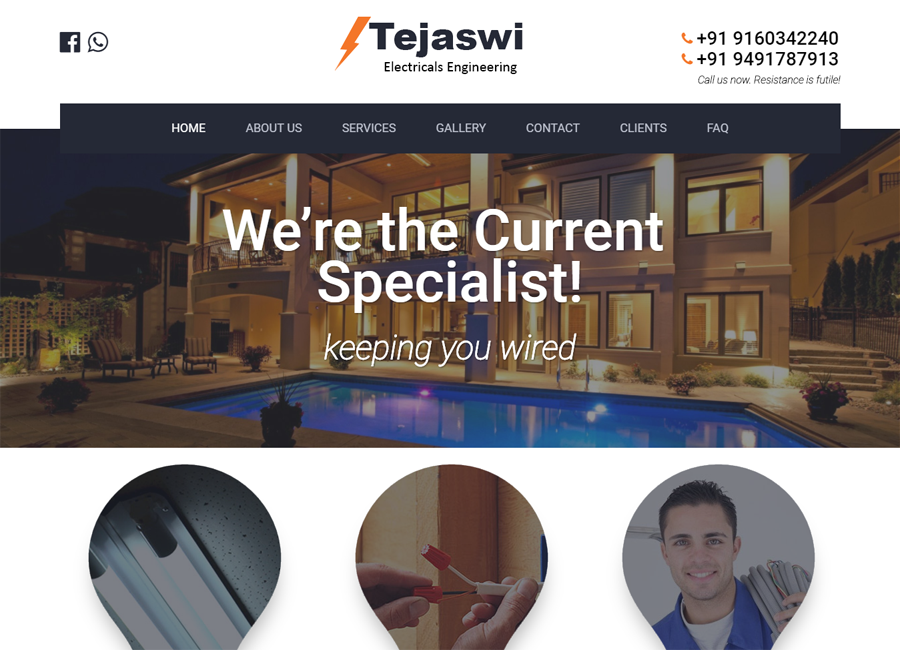 Tejaswi
Electricals Engineering
+91 9160342240
+91 9491787913
Call us now. Resistance is futile!
HOME ABOUT US SERVICES GALLERY CONTACT CLIENTS FAQ
We’re the Current
Specialist!
keeping you wired